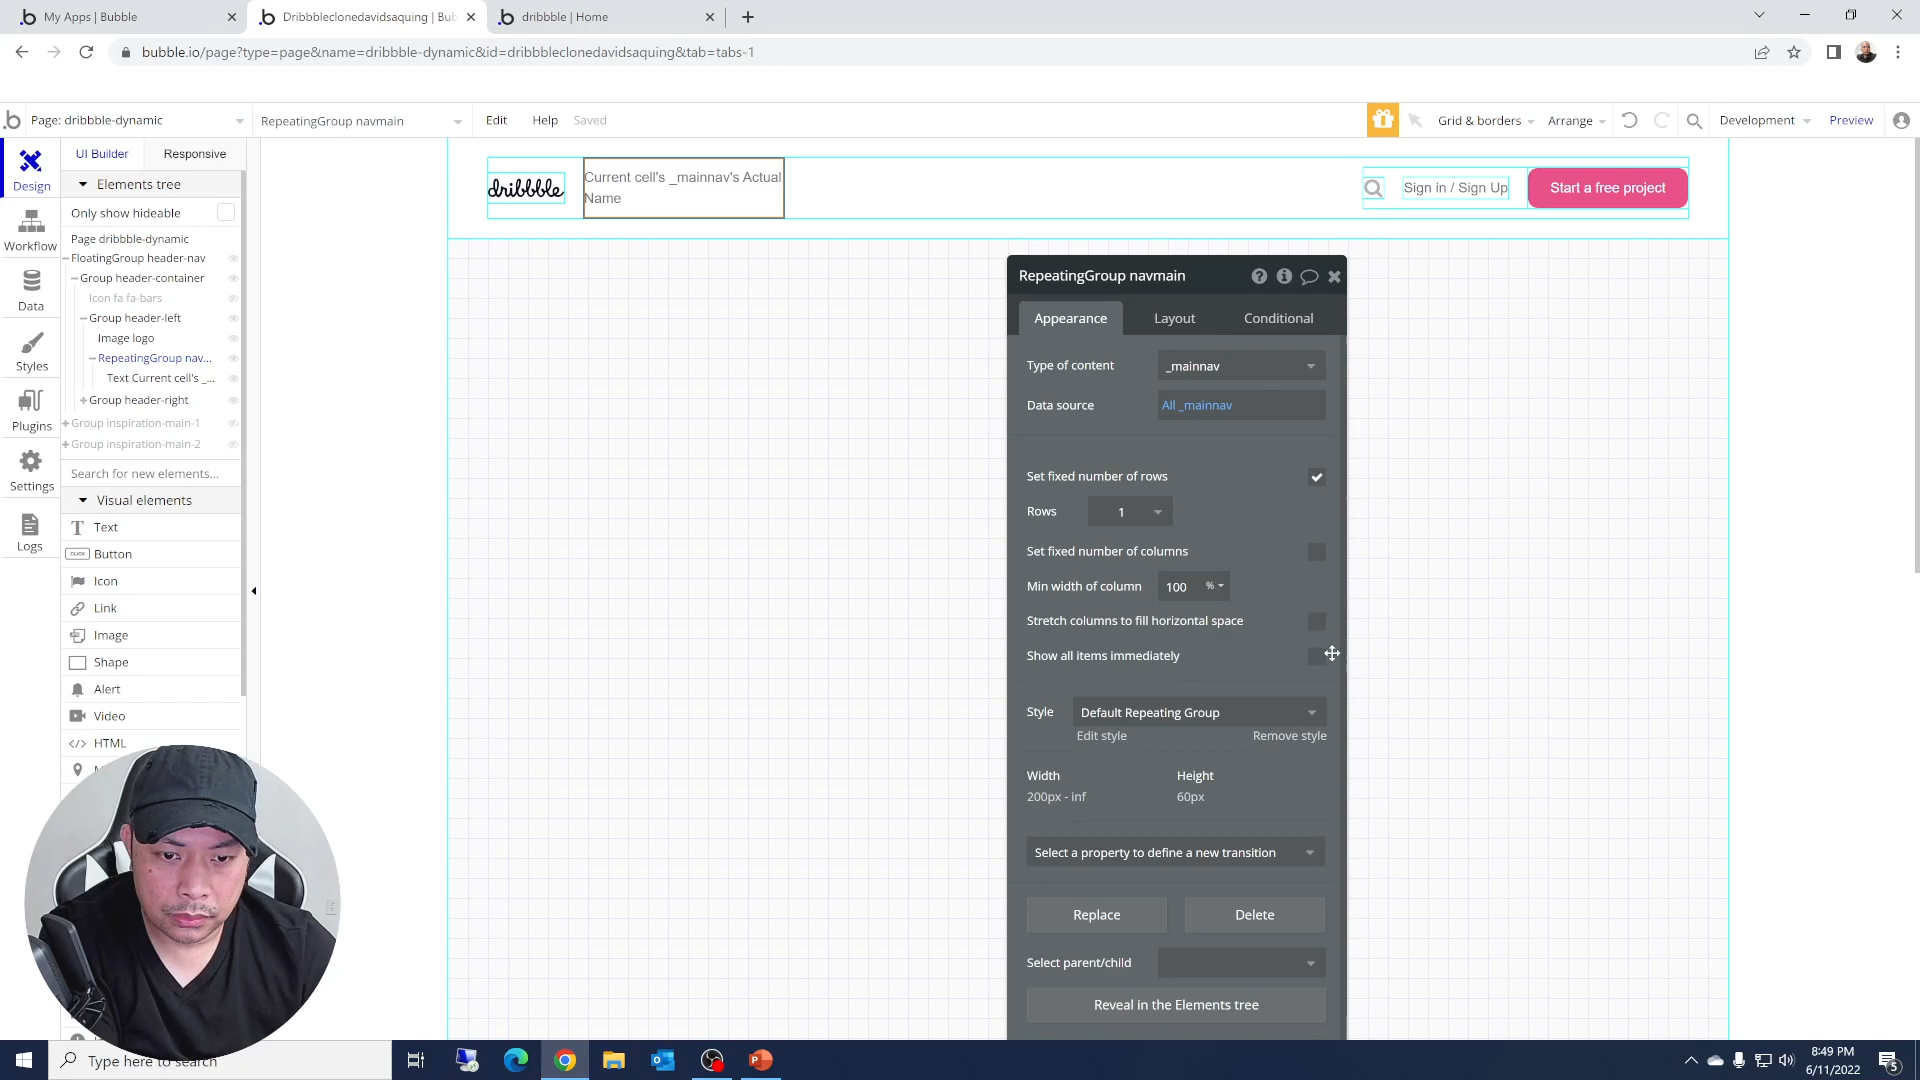 My Apps | Bubble
Dribbbleclonedavidsaquing | Bub
dribbble | Home
bubble.io/page?type=page&name=dribbble-dynamic&id=dribbbleclonedavidsaquing&tab=tabs-1
Page: dribbble-dynamic
RepeatingGroup navmain
Edit
Help
Saved
Grid & borders
Arrange
Development
Preview
Design
Workflow
Data
Styles
Plugins
Settings
Logs
UI Builder
Responsive
Elements tree
Only show hideable
Page dribbble-dynamic
FloatingGroup header-nav
Group header-container
Icon fa fa-bars
Group header-left
Image logo
RepeatingGroup nav...
Text Current cell's _...
Group header-right
Group inspiration-main-1
Group inspiration-main-2
Search for new elements...
Visual elements
Text
Button
CLICK
Icon
Link
Image
Shape
Alert
Video
HTML
dribbble
Current cell's _mainnav's Actual
Name
Sign in / Sign Up
Start a free project
RepeatingGroup navmain
Appearance
Layout
Conditional
Type of content
_mainnav
Data source
All _mainnav
Set fixed number of rows
Rows
1
Set fixed number of columns
Min width of column
100
%
Stretch columns to fill horizontal space
Show all items immediately
Style
Default Repeating Group
Edit style
Remove style
Width
Height
200px - inf
60px
Select a property to define a new transition
Replace
Delete
Select parent/child
Reveal in the Elements tree
Type here to search
8:49 PM
6/11/2022
5